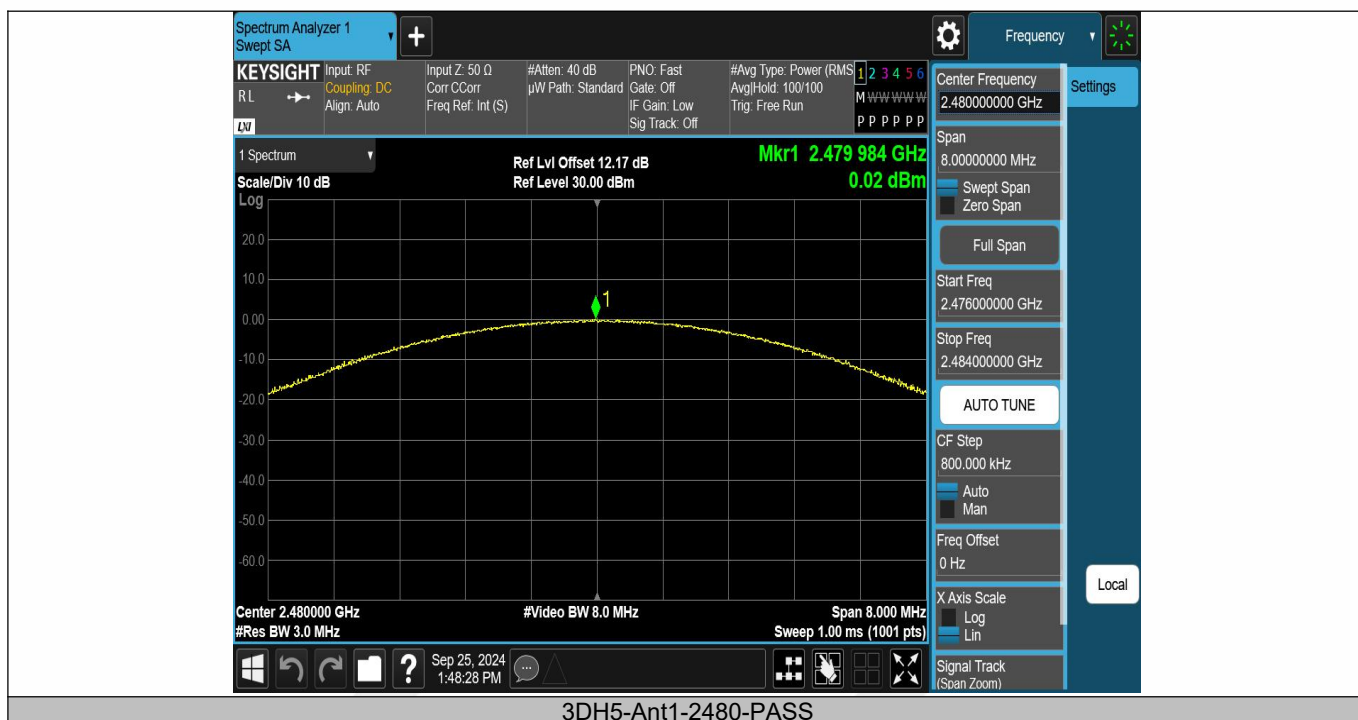 Spectrum Analyzer 1
Swept SA
+
Frequency
KEYSIGHT
RL
LXI
Input: RF
Coupling: DC
Align: Auto
Input Z: 50 Ω
Corr CCorr
Freq Ref: Int (S)
#Atten: 40 dB
µW Path: Standard
PNO: Fast
Gate: Off
IF Gain: Low
Sig Track: Off
#Avg Type: Power (RMS
Avg|Hold: 100/100
Trig: Free Run
1 2 3 4 5 6
M W W W W W
P P P P P P
1 Spectrum
Scale/Div 10 dB
Log
Ref Lvl Offset 12.17 dB
Ref Level 30.00 dBm
Mkr1 2.479 984 GHz
0.02 dBm
20.0
10.0
0.00
-10.0
-20.0
-30.0
-40.0
-50.0
-60.0
1
Center 2.480000 GHz
#Res BW 3.0 MHz
#Video BW 8.0 MHz
Span 8.000 MHz
Sweep 1.00 ms (1001 pts)
?
Sep 25, 2024
1:48:28 PM
Center Frequency
2.480000000 GHz
Settings
Span
8.00000000 MHz
Swept Span
Zero Span
Full Span
Start Freq
2.476000000 GHz
Stop Freq
2.484000000 GHz
AUTO TUNE
CF Step
800.000 kHz
Auto
Man
Freq Offset
0 Hz
X Axis Scale
Log
Lin
Local
Signal Track
(Span Zoom)
3DH5-Ant1-2480-PASS